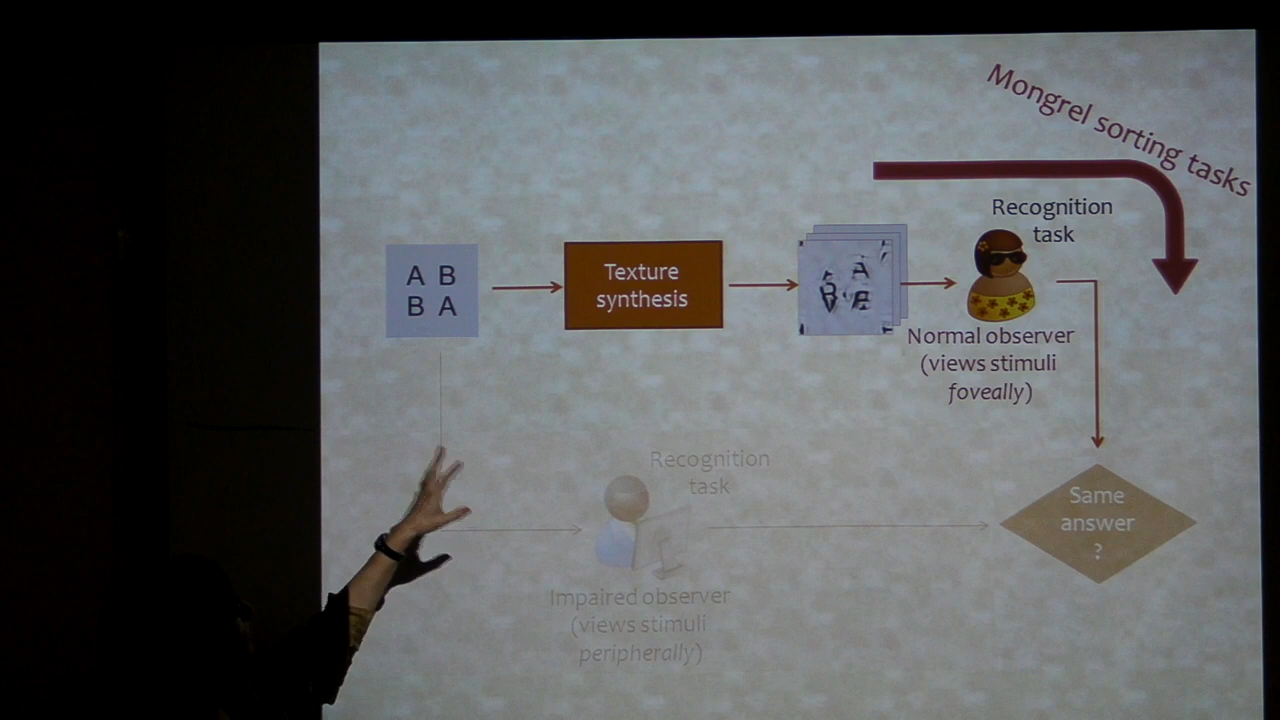 Mongrel sorting tasks
Recognition
task
A B
B A
Texture
synthesis
A
B
Normal observer
(views stimuli
foveally)
Recognition
task
Same
answer
?
Impaired observer
(views stimuli
peripherally)